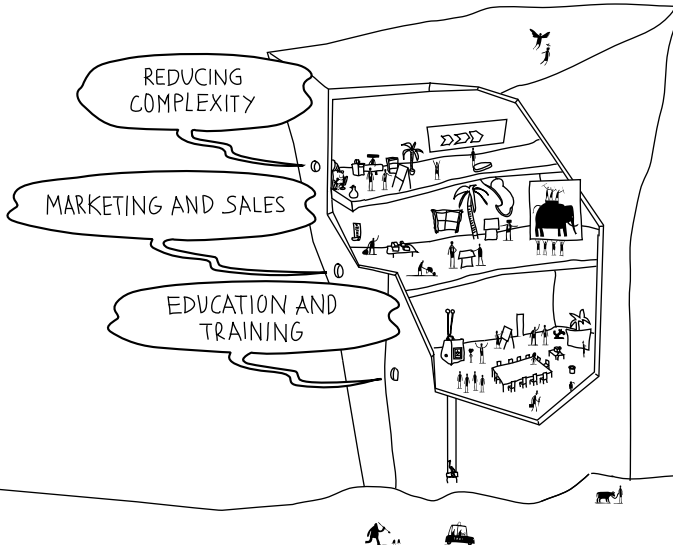 REDUCING
COMPLEXITY
MARKETING AND SALES
EDUCATION AND
TRAINING